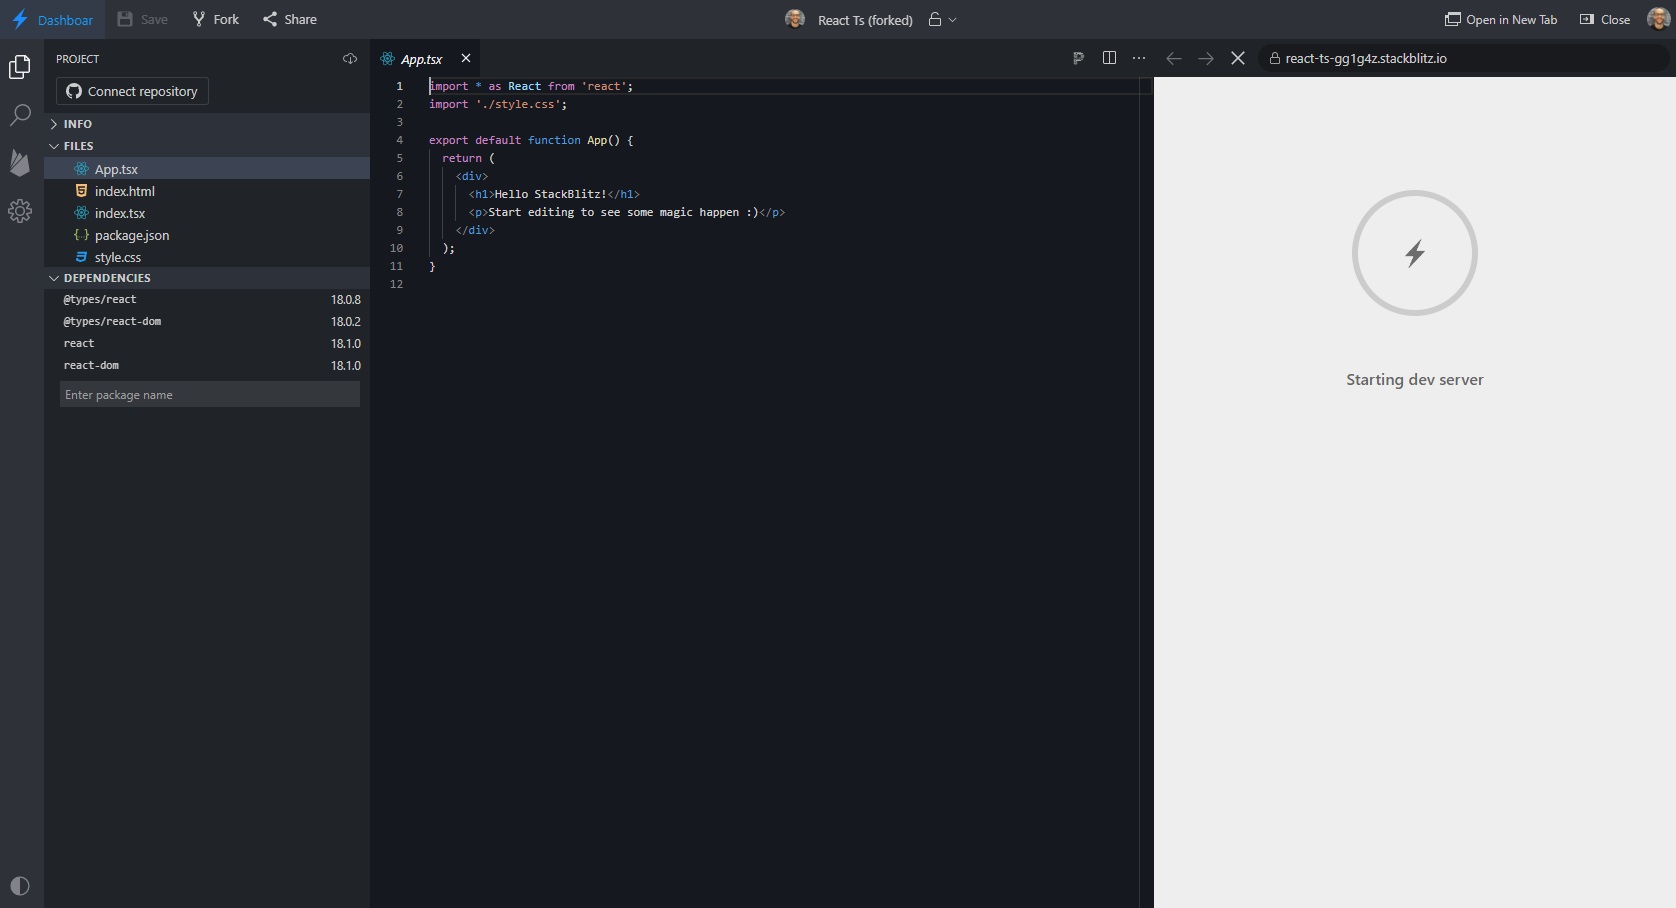 Dashboar Save Fork Share React Ts (forked) Open in New Tab Close
PROJECT
Connect repository
INFO
FILES
App.tsx
index.html
index.tsx
package.json
style.css
DEPENDENCIES
@types/react 18.0.8
@types/react-dom 18.0.2
react 18.1.0
react-dom 18.1.0
Enter package name
App.tsx
1 import * as React from 'react';
2 import './style.css';
3
4 export default function App() {
5 return (
6 <div>
7 <h1>Hello StackBlitz!</h1>
8 <p>Start editing to see some magic happen :)</p>
9 </div>
10 );
11 }
12
react-ts-gg1g4z.stackblitz.io
Starting dev server